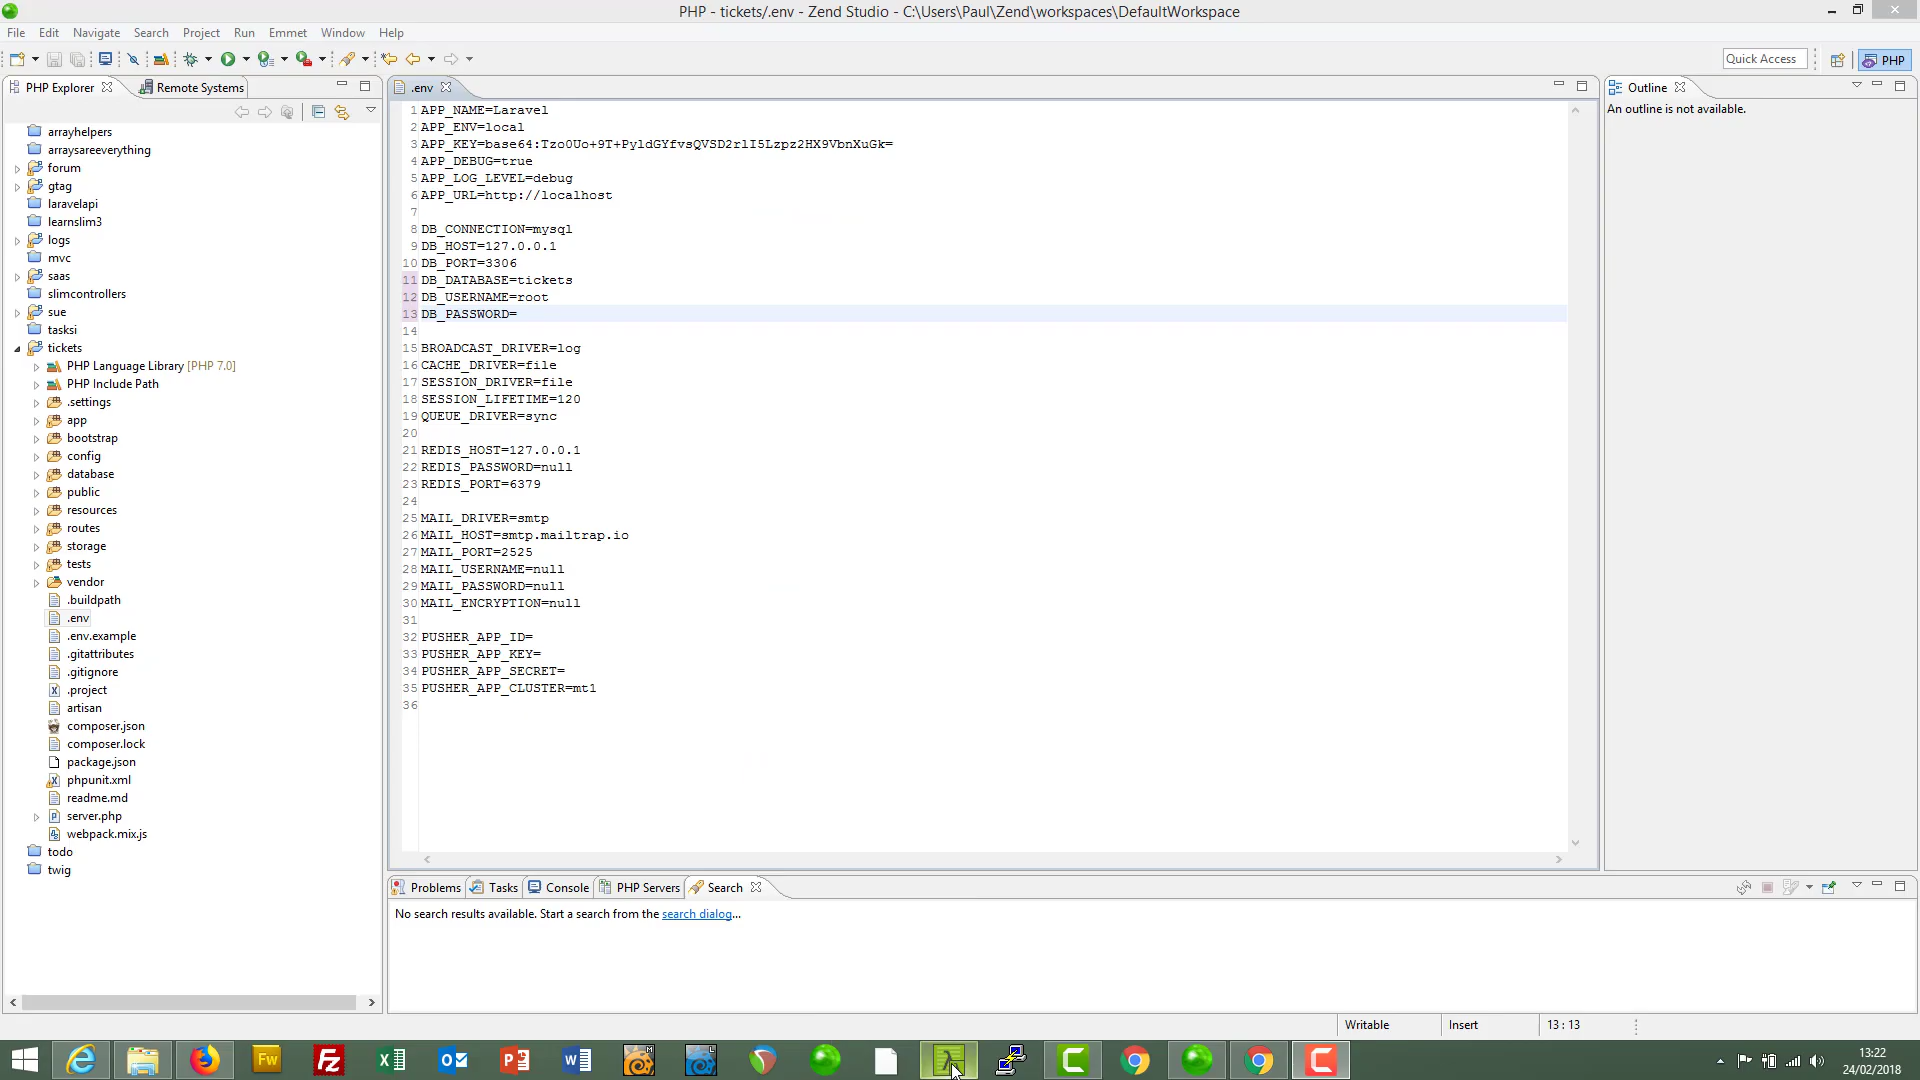 PHP - tickets/.env - Zend Studio - C:\Users\Paul\Zend\workspaces\DefaultWorkspace
File Edit Navigate Search Project Run Emmet Window Help
Quick Access
PHP
PHP Explorer
Remote Systems
arrayhelpers
arraysareeverything
forum
gtag
laravelapi
learnslim3
logs
mvc
saas
slimcontrollers
sue
tasksi
tickets
PHP Language Library [PHP 7.0]
PHP Include Path
.settings
app
bootstrap
config
database
public
resources
routes
storage
tests
vendor
.buildpath
.env
.env.example
.gitattributes
.gitignore
.project
artisan
composer.json
composer.lock
package.json
phpunit.xml
readme.md
server.php
webpack.mix.js
todo
twig
.env
1 APP_NAME=Laravel
2 APP_ENV=local
3 APP_KEY=base64:Tzo0Uo+9T+PyldGYfvsQVSD2rlI5Lzpz2HX9VbnXuGk=
4 APP_DEBUG=true
5 APP_LOG_LEVEL=debug
6 APP_URL=http://localhost
7
8 DB_CONNECTION=mysql
9 DB_HOST=127.0.0.1
10 DB_PORT=3306
11 DB_DATABASE=tickets
12 DB_USERNAME=root
13 DB_PASSWORD=
14
15 BROADCAST_DRIVER=log
16 CACHE_DRIVER=file
17 SESSION_DRIVER=file
18 SESSION_LIFETIME=120
19 QUEUE_DRIVER=sync
20
21 REDIS_HOST=127.0.0.1
22 REDIS_PASSWORD=null
23 REDIS_PORT=6379
24
25 MAIL_DRIVER=smtp
26 MAIL_HOST=smtp.mailtrap.io
27 MAIL_PORT=2525
28 MAIL_USERNAME=null
29 MAIL_PASSWORD=null
30 MAIL_ENCRYPTION=null
31
32 PUSHER_APP_ID=
33 PUSHER_APP_KEY=
34 PUSHER_APP_SECRET=
35 PUSHER_APP_CLUSTER=mt1
36
Outline
An outline is not available.
Problems Tasks Console PHP Servers Search
No search results available. Start a search from the search dialog...
Writable Insert 13 : 13
13:22
24/02/2018